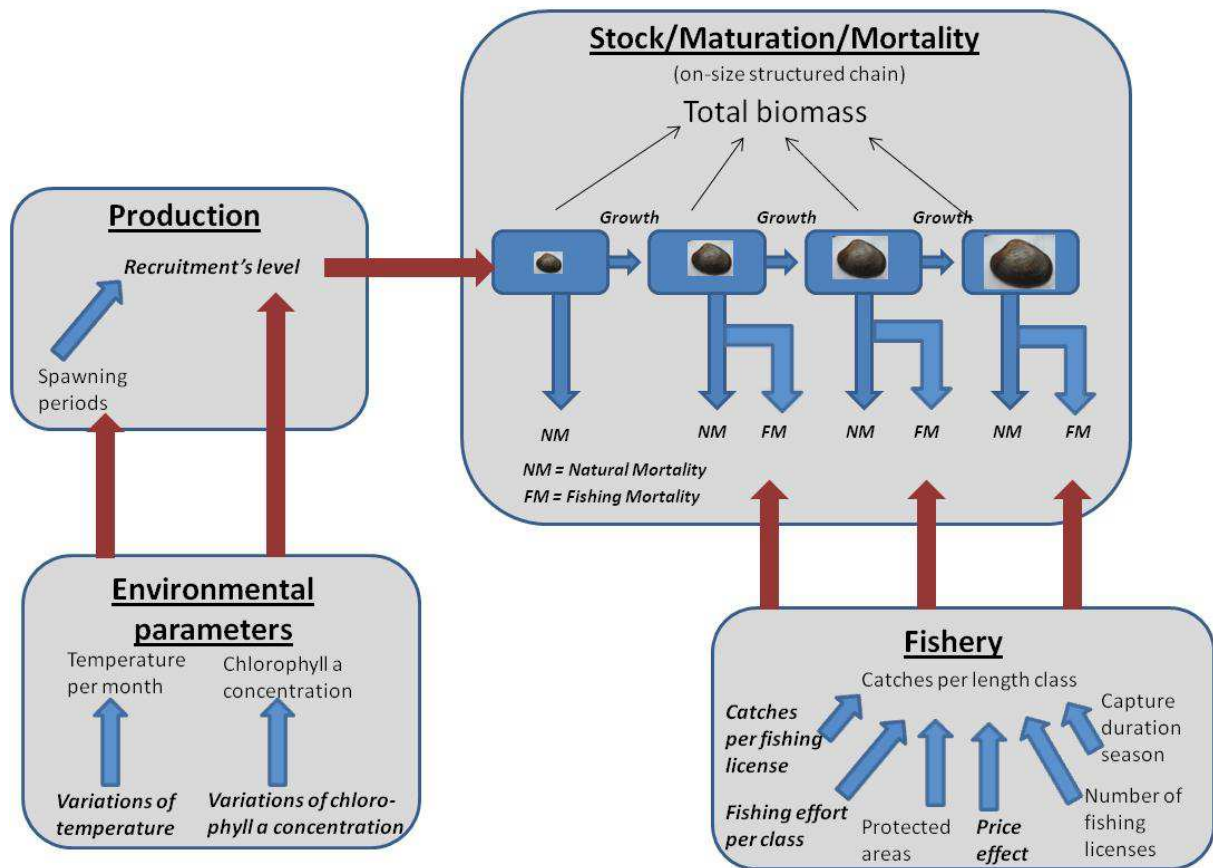 Stock/Maturation/Mortality
(on-size structured chain)
Total biomass
Growth
Growth
Growth
NM
NM
FM
NM
FM
NM
FM
NM = Natural Mortality
FM = Fishing Mortality
Production
Recruitment's level
Spawning
periods
Environmental
parameters
Temperature
per month
Chlorophyll a
concentration
Variations of
temperature
Variations of chloro-
phyll a concentration
Fishery
Catches per length class
Catches
per fishing
license
Capture
duration
season
Fishing effort
per class
Protected
areas
Price
effect
Number of
fishing
licenses